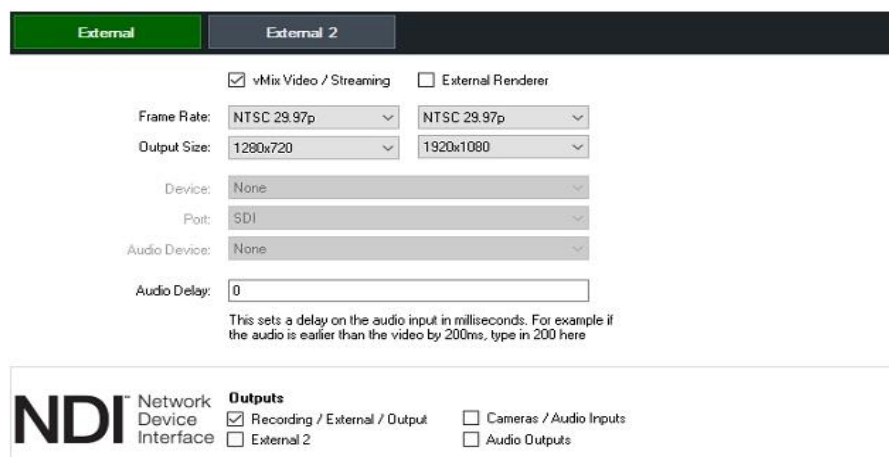 External External 2
vMix Video / Streaming External Renderer
Frame Rate: NTSC 29.97p NTSC 29.97p
Output Size: 1280x720 1920x1080
Device: None
Port: SDI
Audio Device: None
Audio Delay: 0
This sets a delay on the audio input in milliseconds. For example if
the audio is earlier than the video by 200ms, type in 200 here
NDI™ Network
Device
Interface
Outputs
Recording / External / Output Cameras / Audio Inputs
External 2 Audio Outputs